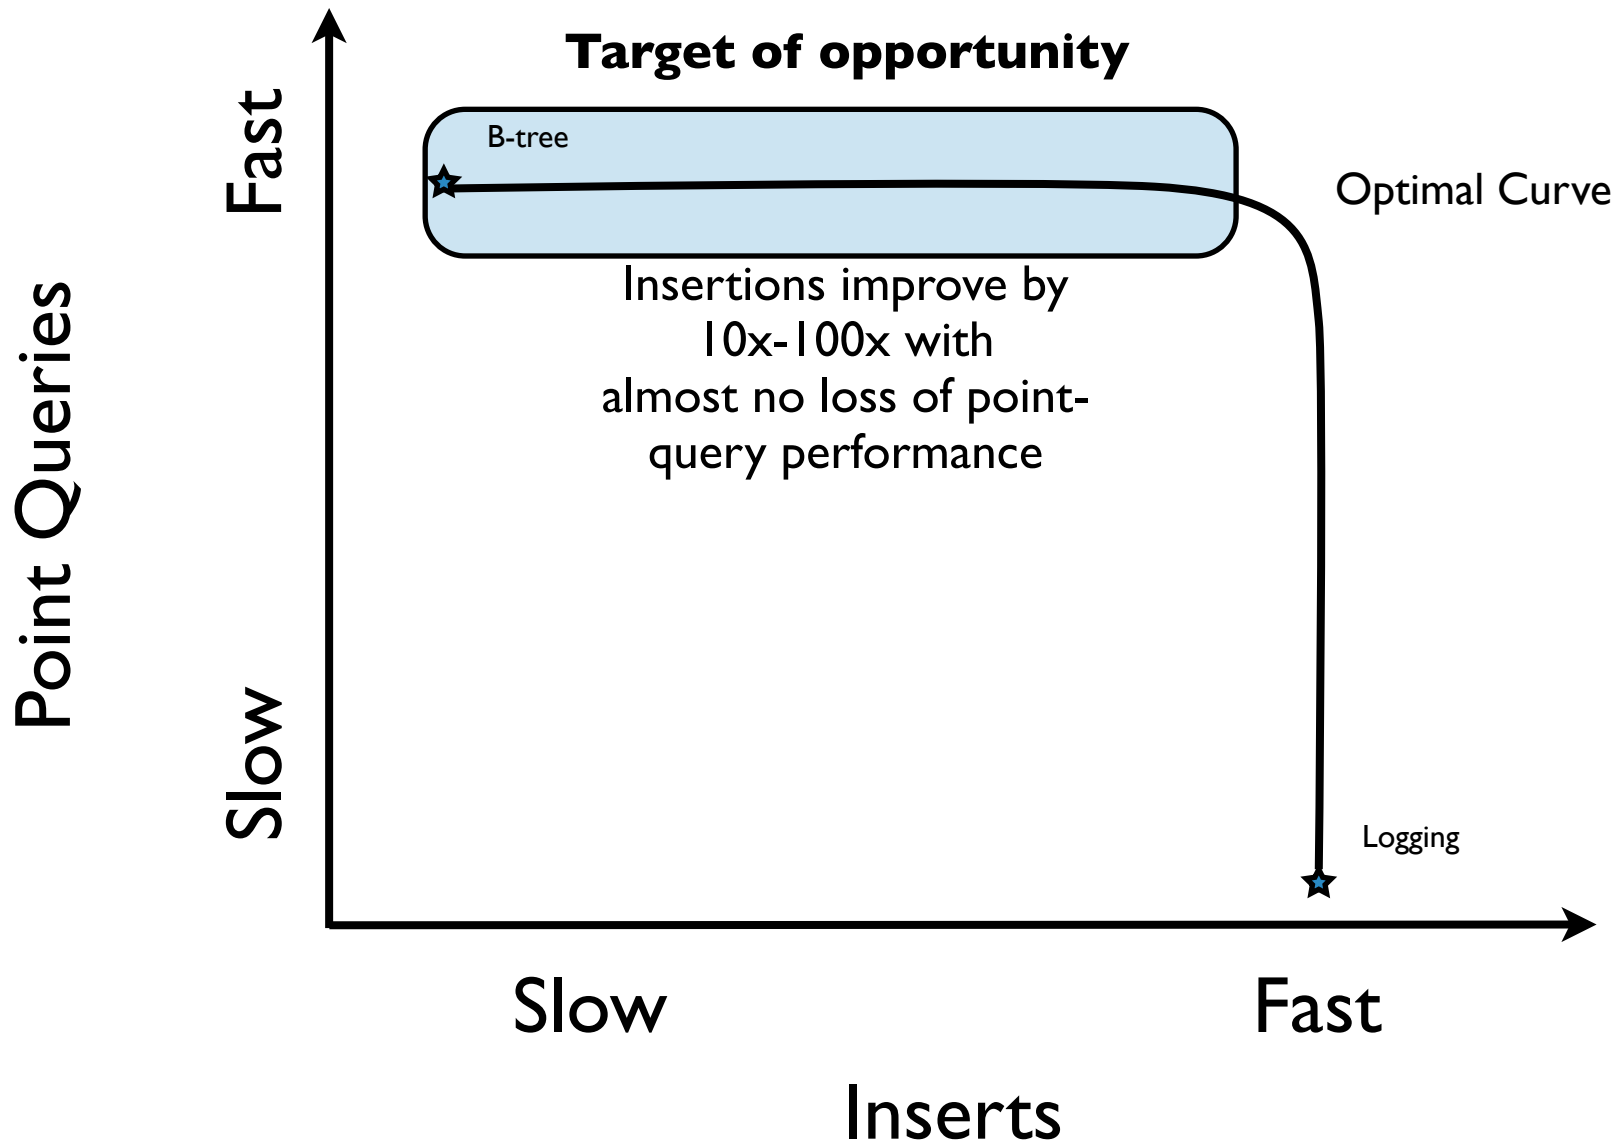 Target of opportunity
Fast
B-tree
Optimal Curve
Insertions improve by
10x-100x with
almost no loss of point-
query performance
Point Queries
Slow
Logging
Slow
Fast
Inserts